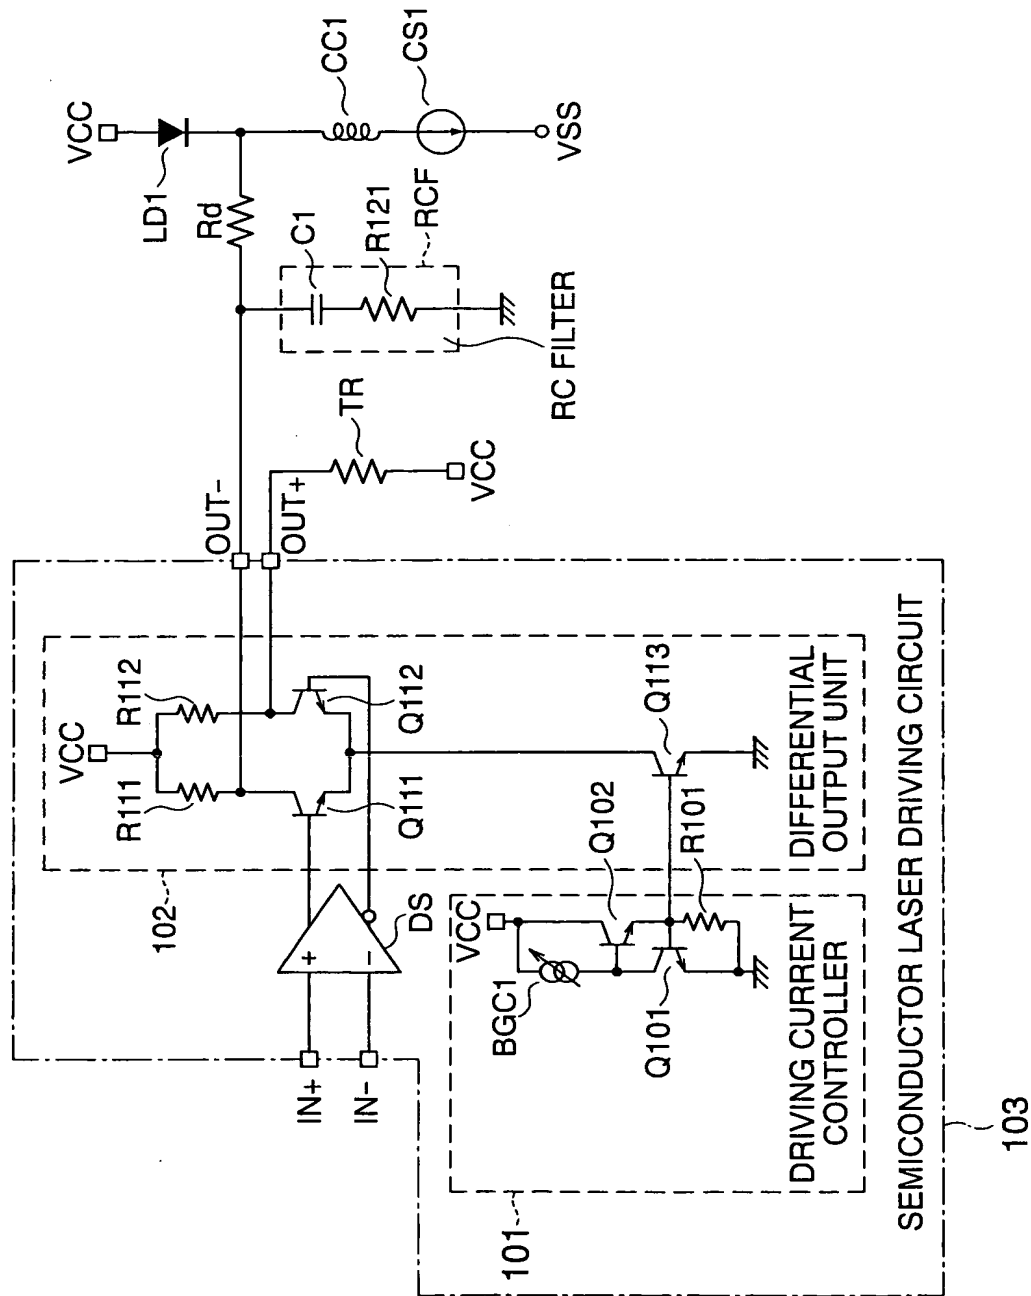 VCC
LD1
Rd
CC1
CS1
VSS
C1
R121
RCF
RC FILTER
TR
VCC
OUT-
OUT+
VCC
R111
R112
Q111
Q112
Q113
DIFFERENTIAL
OUTPUT UNIT
102
DS
+
-
IN+
IN-
VCC
BGC1
Q102
Q101
R101
DRIVING CURRENT
CONTROLLER
101
SEMICONDUCTOR LASER DRIVING CIRCUIT
103